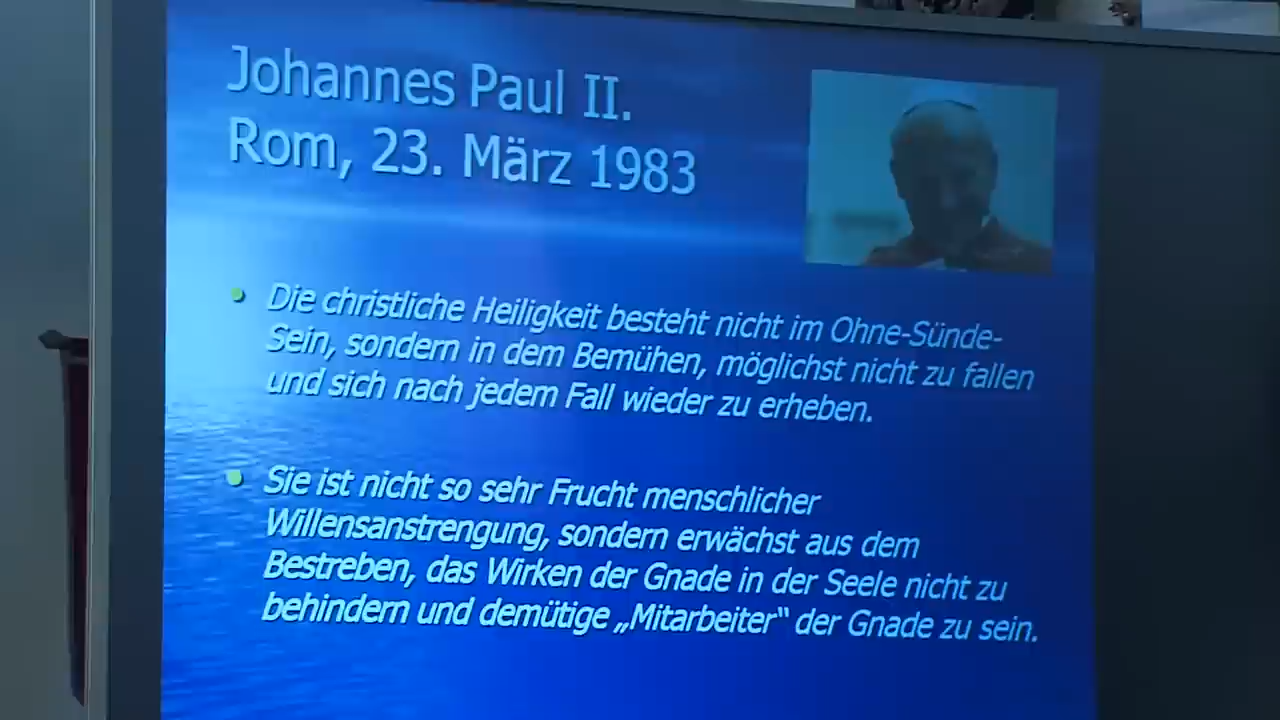 Johannes Paul II.
Rom, 23. März 1983
• Die christliche Heiligkeit besteht nicht im Ohne-Sünde-
Sein, sondern in dem Bemühen, möglichst nicht zu fallen
und sich nach jedem Fall wieder zu erheben.
• Sie ist nicht so sehr Frucht menschlicher
Willensanstrengung, sondern erwächst aus dem
Bestreben, das Wirken der Gnade in der Seele nicht zu
behindern und demütige „Mitarbeiter“ der Gnade zu sein.